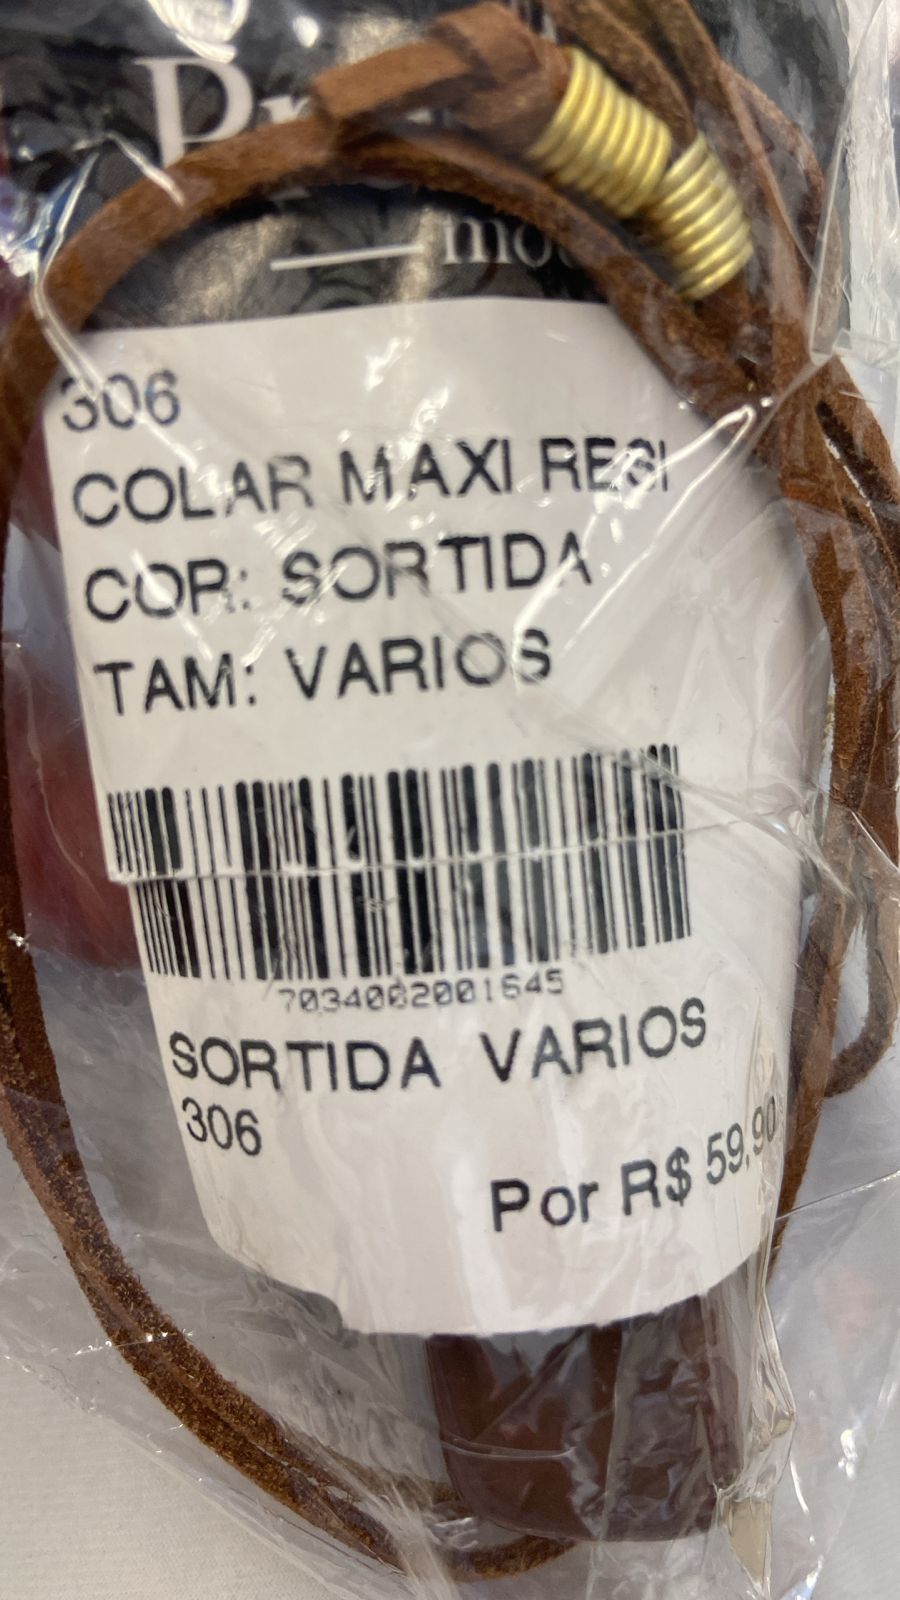 306
COLAR MAXI RESI
COR: SORTIDA
TAM: VARIOS
7034002001645
SORTIDA VARIOS
306
Por R$ 59,90